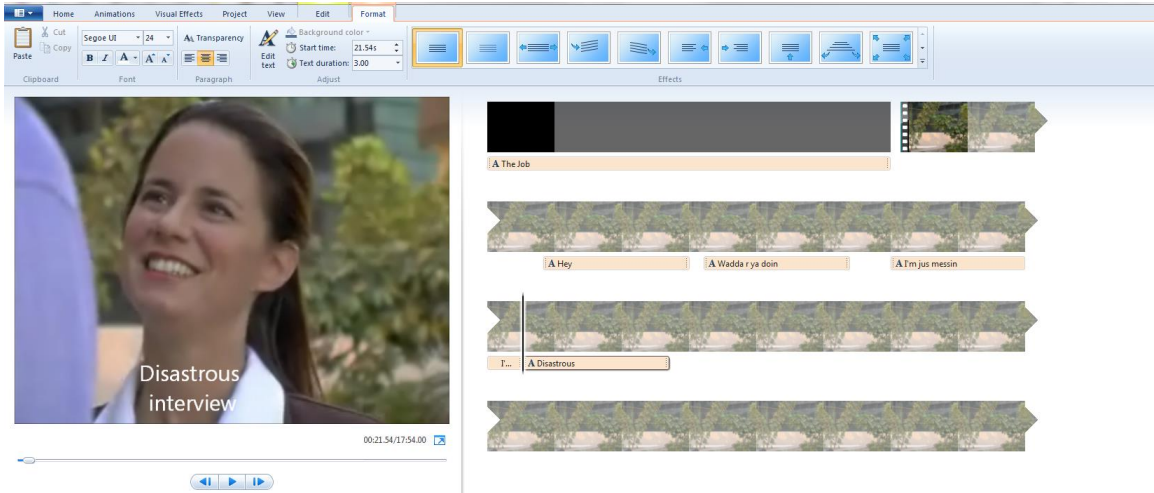 Home Animations Visual Effects Project View Edit Format
Paste
Cut
Copy
Clipboard
Segoe UI 24
B I A A A
Font
A Transparency
Paragraph
Edit text
Background color
Start time: 21.54s
Text duration: 3.00
Adjust
Effects
Disastrous
interview
00:21.54/17:54.00
A The Job
A Hey
A Wadda r ya doin
A I'm jus messin
I'...
A Disastrous